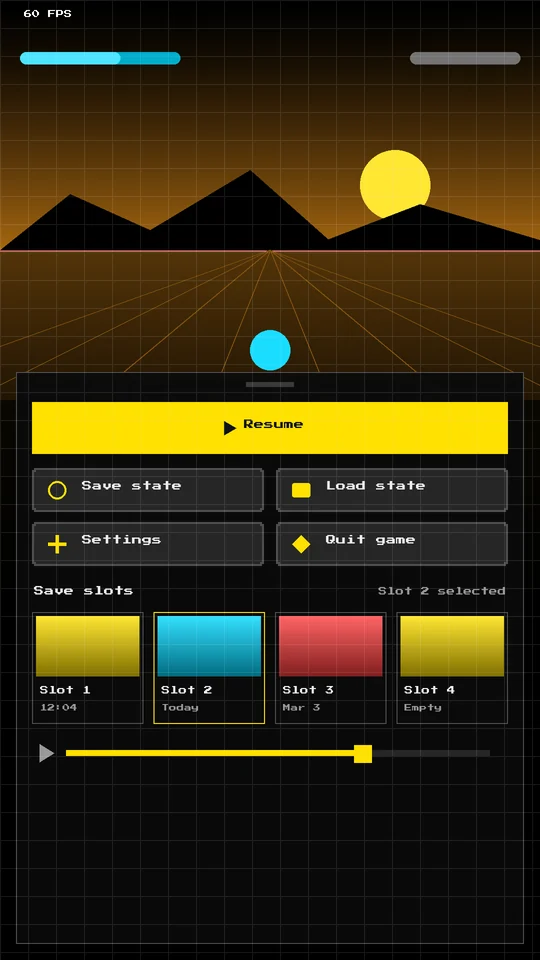 60 FPS
Resume
Save state
Load state
Settings
Quit game
Save slots
Slot 2 selected
Slot 1
12:04
Slot 2
Today
Slot 3
Mar 3
Slot 4
Empty